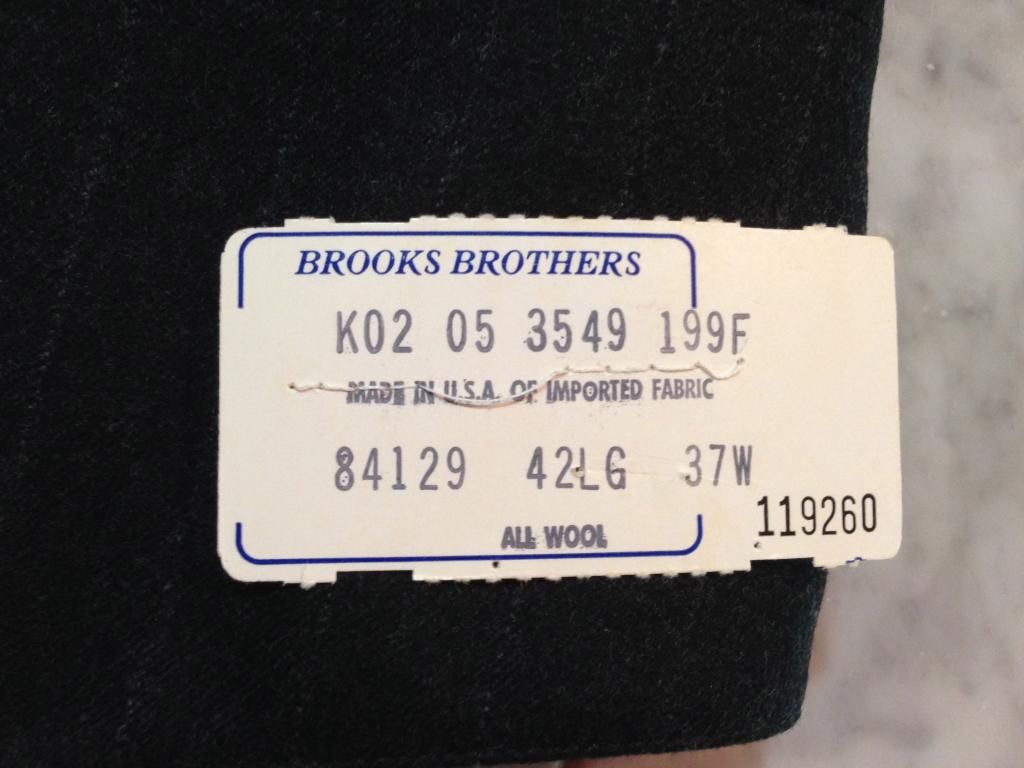 BROOKS BROTHERS
K02 05 3549 199F
MADE IN U.S.A. OF IMPORTED FABRIC
84129 42LG 37W
119260
ALL WOOL